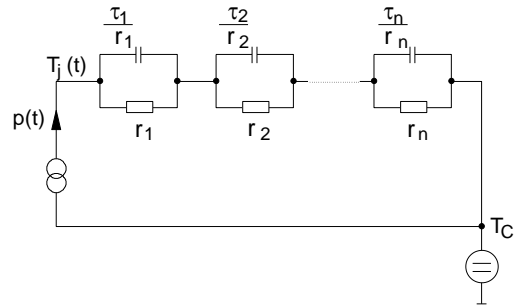 τ1 τ2 τn
r1 r2 rn
Tj (t)
r1 r2 rn
p(t)
TC